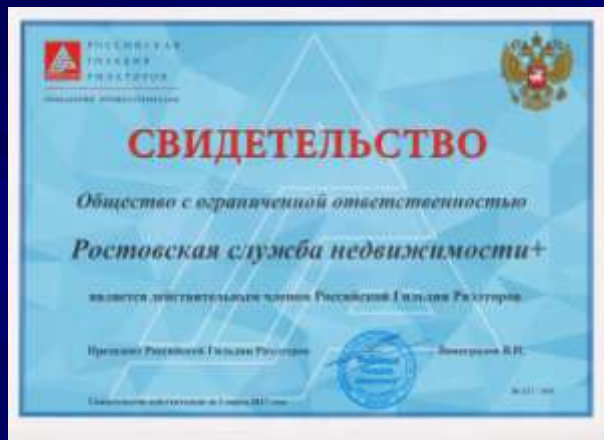 РОССИЙСКАЯ
ГИЛЬДИЯ
РИЭЛТОРОВ
СВИДЕТЕЛЬСТВО
Общество с ограниченной ответственностью
Ростовская служба недвижимости+
является действительным членом Российской Гильдии Риэлторов
Президент Российской Гильдии Риэлторов